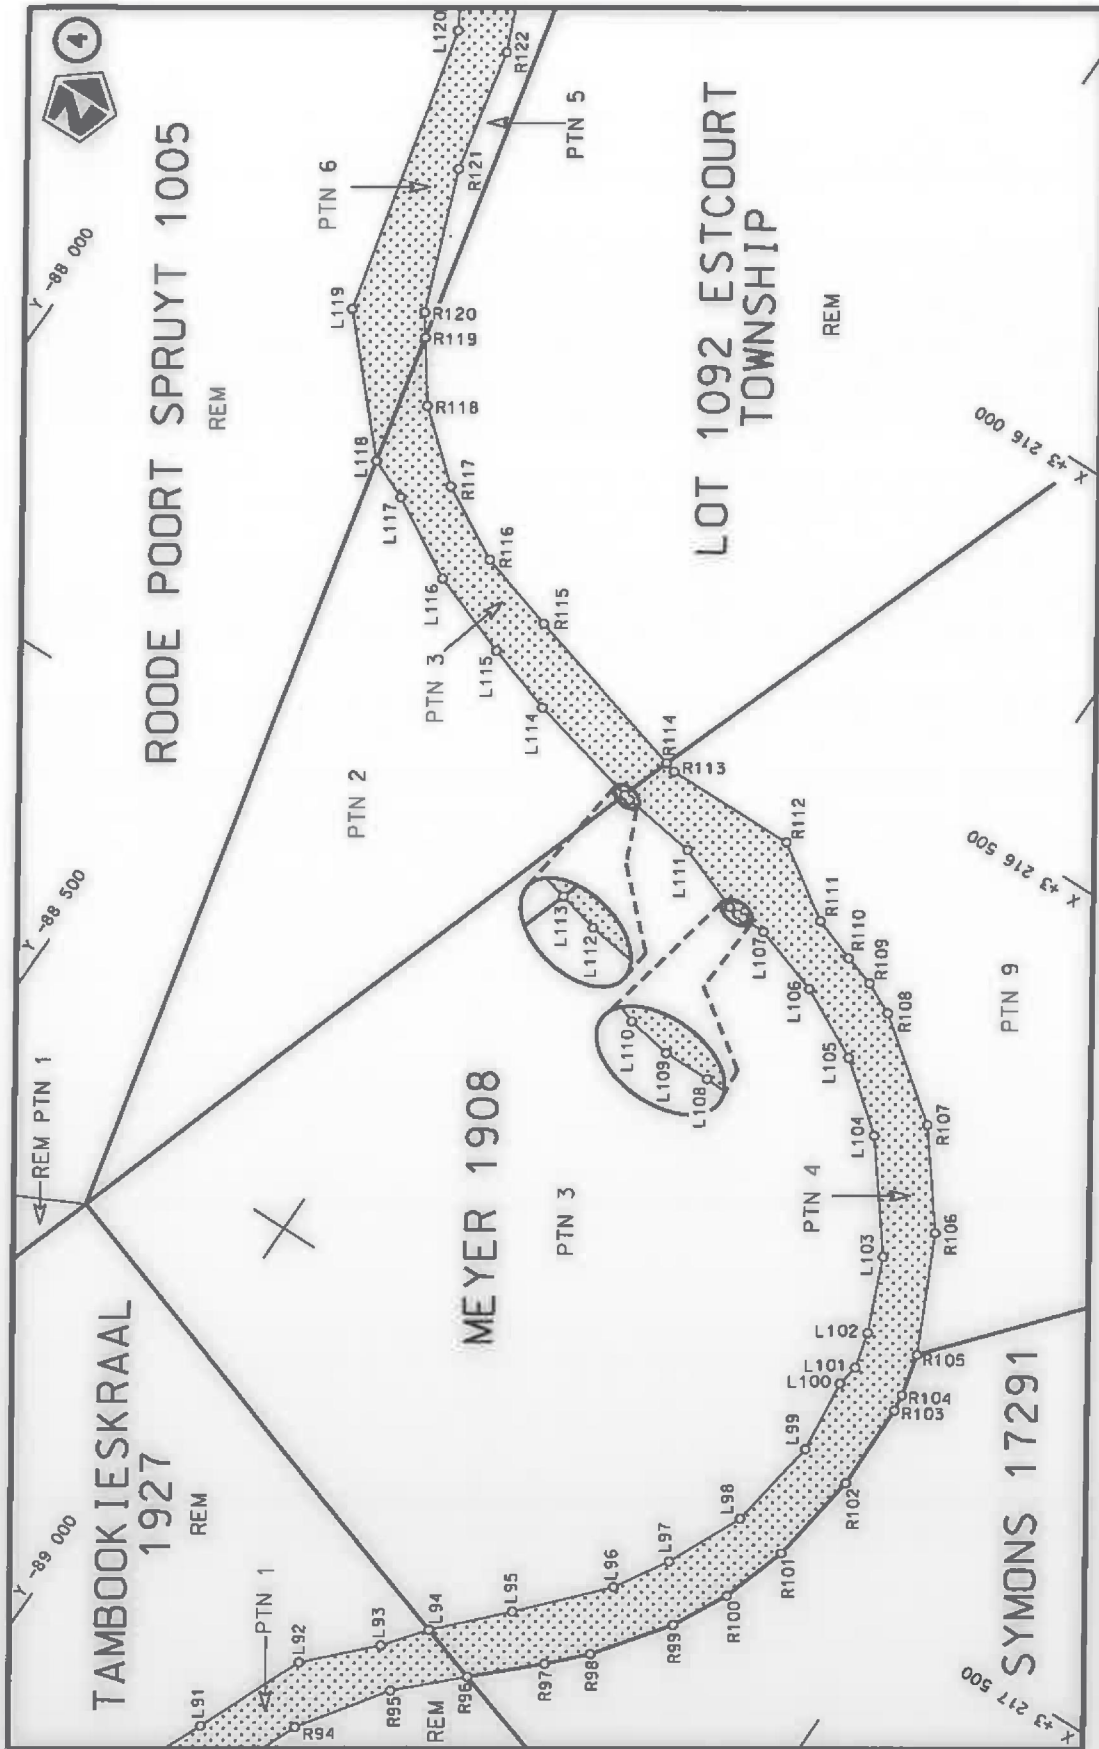 4
N
L120
R122
PTN 5
R121
PTN 6
Y -88 000
ROODE POORT SPRUYT 1005
REM
L119
R120
R119
R118
L118
L117
R117
R116
L116
R115
PTN 3
L115
L114
LOT 1092 ESTCOURT
TOWNSHIP
REM
X +3 216 000
R114
R113
PTN 2
Y -88 500
R112
L111
R111
R110
R109
R108
X +3 216 500
L113
L112
L107
L106
L105
L110
L109
L108
PTN 9
R107
L104
PTN 4
REM PTN 1
MEYER 1908
PTN 3
R106
L103
L102
L101
L100
R105
R104
R103
L99
R102
TAMBOOKIESKRAAL
1927
REM
Y -89 000
L98
R101
L97
R100
L96
R99
L95
R98
R97
L94
R96
L93
R95
L92
R94
L91
PTN 1
REM
SYMONS 17291
X +3 217 500